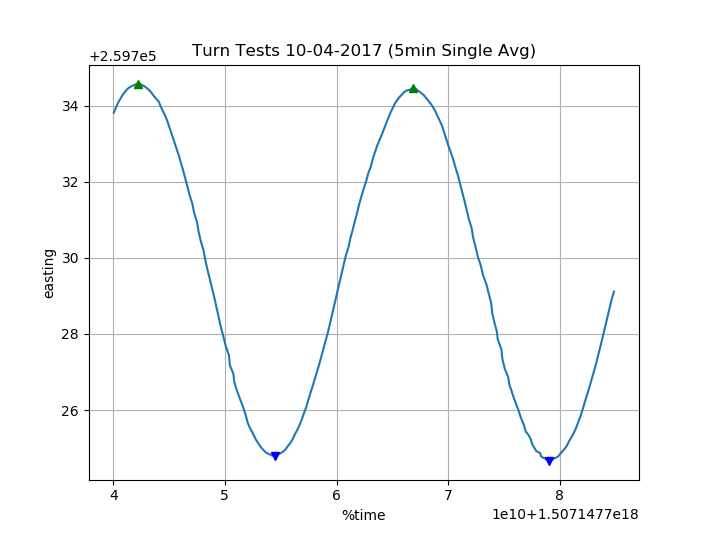 Turn Tests 10-04-2017 (5min Single Avg)
+2.597e5
34
32
30
28
26
easting
4 5 6 7 8
%time
1e10+1.5071477e18